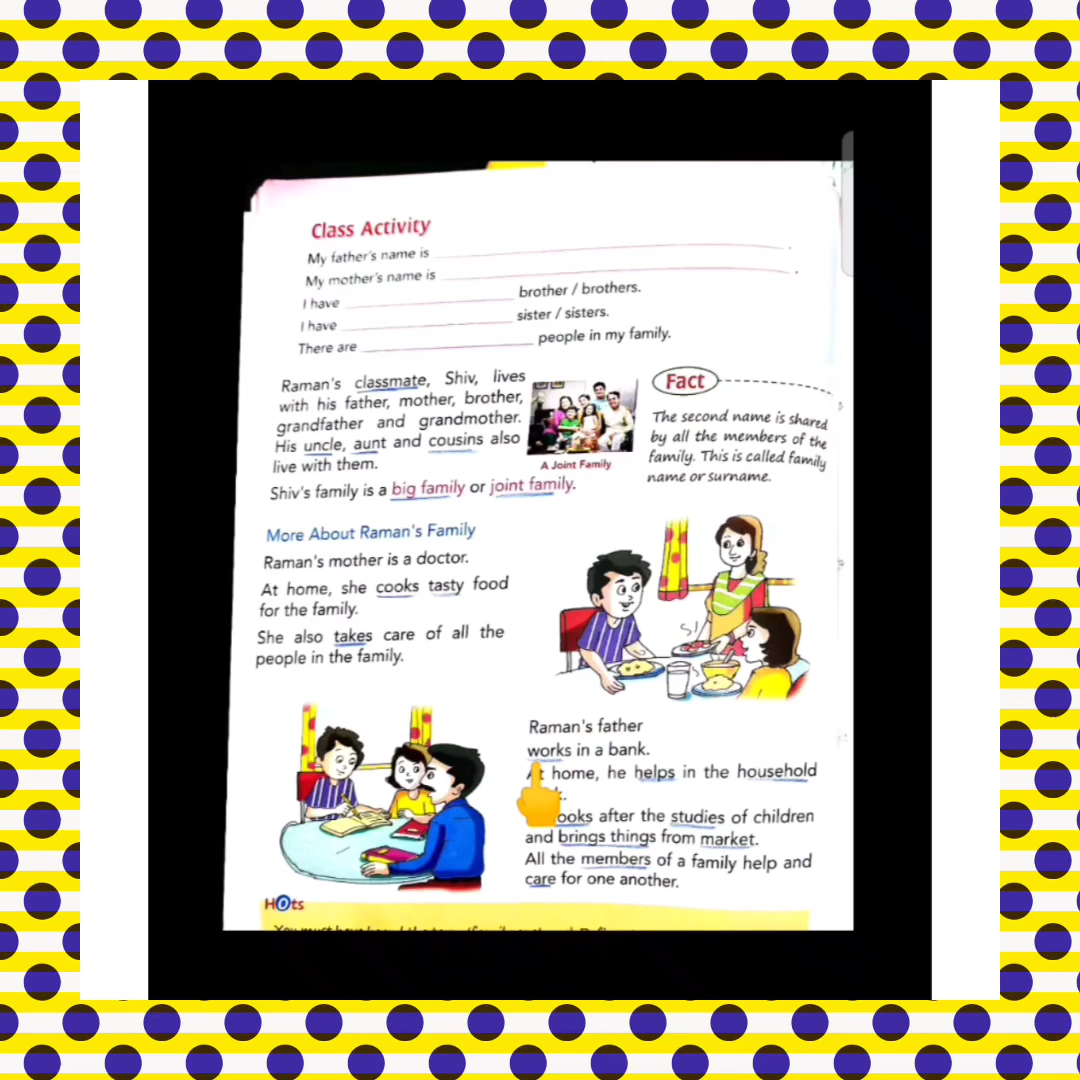 Class Activity
My father's name is .
My mother's name is .
I have brother / brothers.
I have sister / sisters.
There are people in my family.
Raman's classmate, Shiv, lives
with his father, mother, brother,
grandfather and grandmother.
His uncle, aunt and cousins also
live with them.
Shiv's family is a big family or joint family.
A Joint Family
Fact
The second name is shared
by all the members of the
family. This is called family
name or surname.
More About Raman's Family
Raman's mother is a doctor.
At home, she cooks tasty food
for the family.
She also takes care of all the
people in the family.
Raman's father
works in a bank.
At home, he helps in the household
after the studies of children
and brings things from market.
All the members of a family help and
care for one another.
HOts